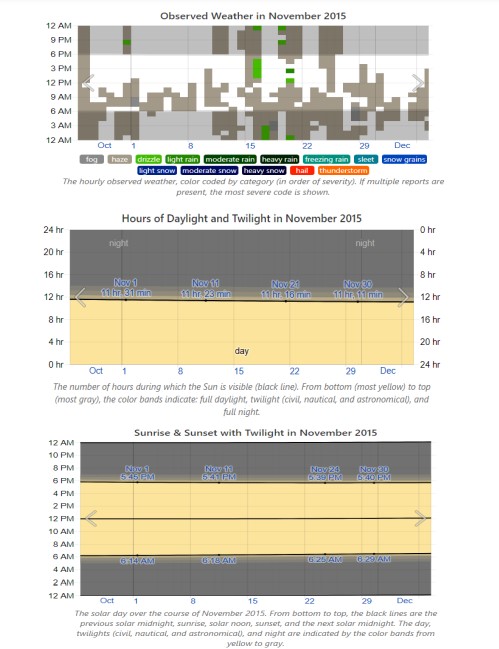 Observed Weather in November 2015
12 AM
9 PM
6 PM
3 PM
12 PM
9 AM
6 AM
3 AM
12 AM
Oct 1 8 15 22 29 Dec
fog haze drizzle light rain moderate rain heavy rain freezing rain sleet snow grains
light snow moderate snow heavy snow hail thunderstorm
The hourly observed weather, color coded by category (in order of severity). If multiple reports are
present, the most severe code is shown.
Hours of Daylight and Twilight in November 2015
24 hr 0 hr
night night
20 hr 4 hr
16 hr 8 hr
Nov 1 Nov 11 Nov 21 Nov 30
11 hr, 31 min 11 hr, 23 min 11 hr, 16 min 11 hr, 11 min
12 hr 12 hr
8 hr 16 hr
4 hr 20 hr
day
0 hr 24 hr
Oct 1 8 15 22 29 Dec
The number of hours during which the Sun is visible (black line). From bottom (most yellow) to top
(most gray), the color bands indicate: full daylight, twilight (civil, nautical, and astronomical), and
full night.
Sunrise & Sunset with Twilight in November 2015
12 AM
10 PM
8 PM
Nov 1 Nov 11 Nov 24 Nov 30
5:45 PM 5:41 PM 5:39 PM 5:40 PM
6 PM
4 PM
2 PM
12 PM
10 AM
8 AM
6 AM
6:14 AM 6:18 AM 6:25 AM 6:29 AM
4 AM
2 AM
12 AM
Oct 1 8 15 22 29 Dec
The solar day over the course of November 2015. From bottom to top, the black lines are the
previous solar midnight, sunrise, solar noon, sunset, and the next solar midnight. The day,
twilights (civil, nautical, and astronomical), and night are indicated by the color bands from
yellow to gray.